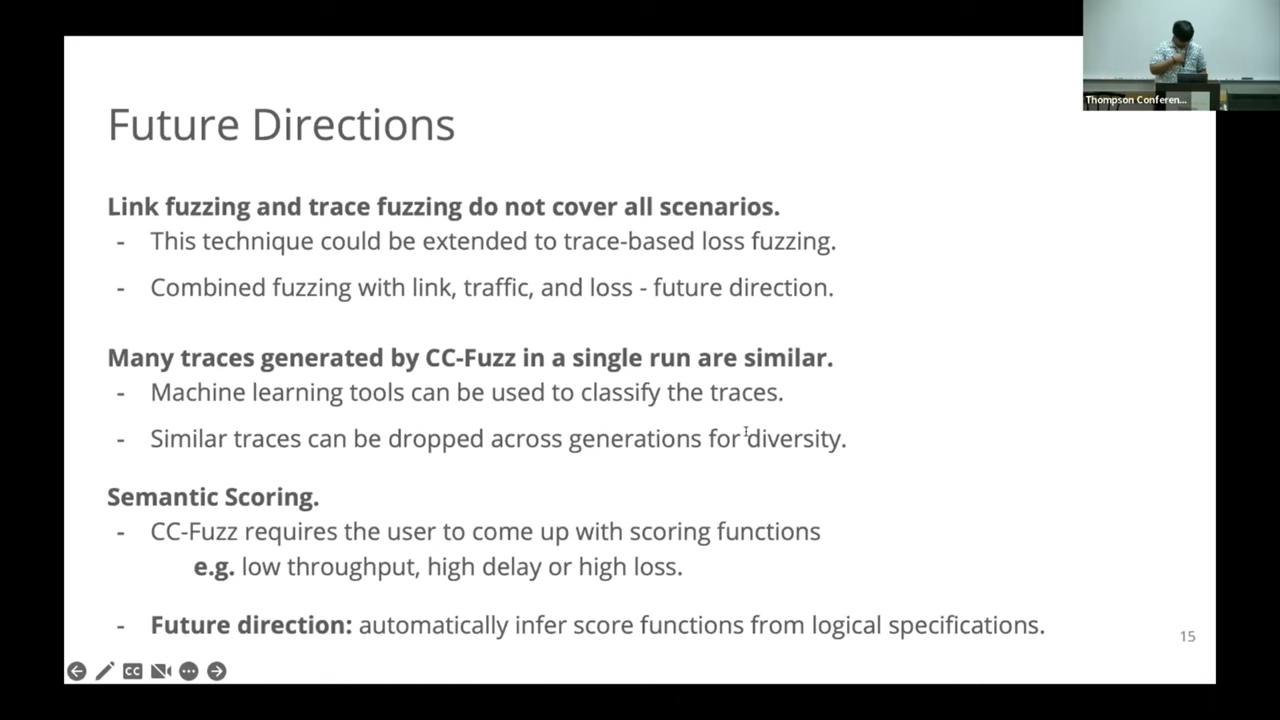 Thompson Conferen...
Future Directions
Link fuzzing and trace fuzzing do not cover all scenarios.
- This technique could be extended to trace-based loss fuzzing.
- Combined fuzzing with link, traffic, and loss - future direction.
Many traces generated by CC-Fuzz in a single run are similar.
- Machine learning tools can be used to classify the traces.
- Similar traces can be dropped across generations for diversity.
Semantic Scoring.
- CC-Fuzz requires the user to come up with scoring functions
e.g. low throughput, high delay or high loss.
- Future direction: automatically infer score functions from logical specifications.
15
CC